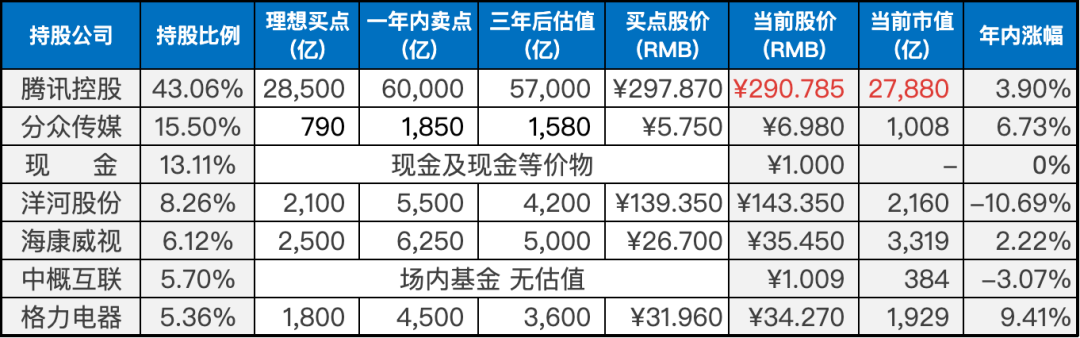 持股公司 持股比例 理想买点（亿） 一年内卖点（亿） 三年后估值（亿） 买点股价（RMB） 当前股价（RMB） 当前市值（亿） 年内涨幅
腾讯控股 43.06% 28,500 60,000 57,000 ¥297.870 ¥290.785 27,880 3.90%
分众传媒 15.50% 790 1,850 1,580 ¥5.750 ¥6.980 1,008 6.73%
现 金 13.11% 现金及现金等价物 ¥1.000 – 0%
洋河股份 8.26% 2,100 5,500 4,200 ¥139.350 ¥143.350 2,160 –10.69%
海康威视 6.12% 2,500 6,250 5,000 ¥26.700 ¥35.450 3,319 2.22%
中概互联 5.70% 场内基金 无估值 ¥1.009 384 –3.07%
格力电器 5.36% 1,800 4,500 3,600 ¥31.960 ¥34.270 1,929 9.41%